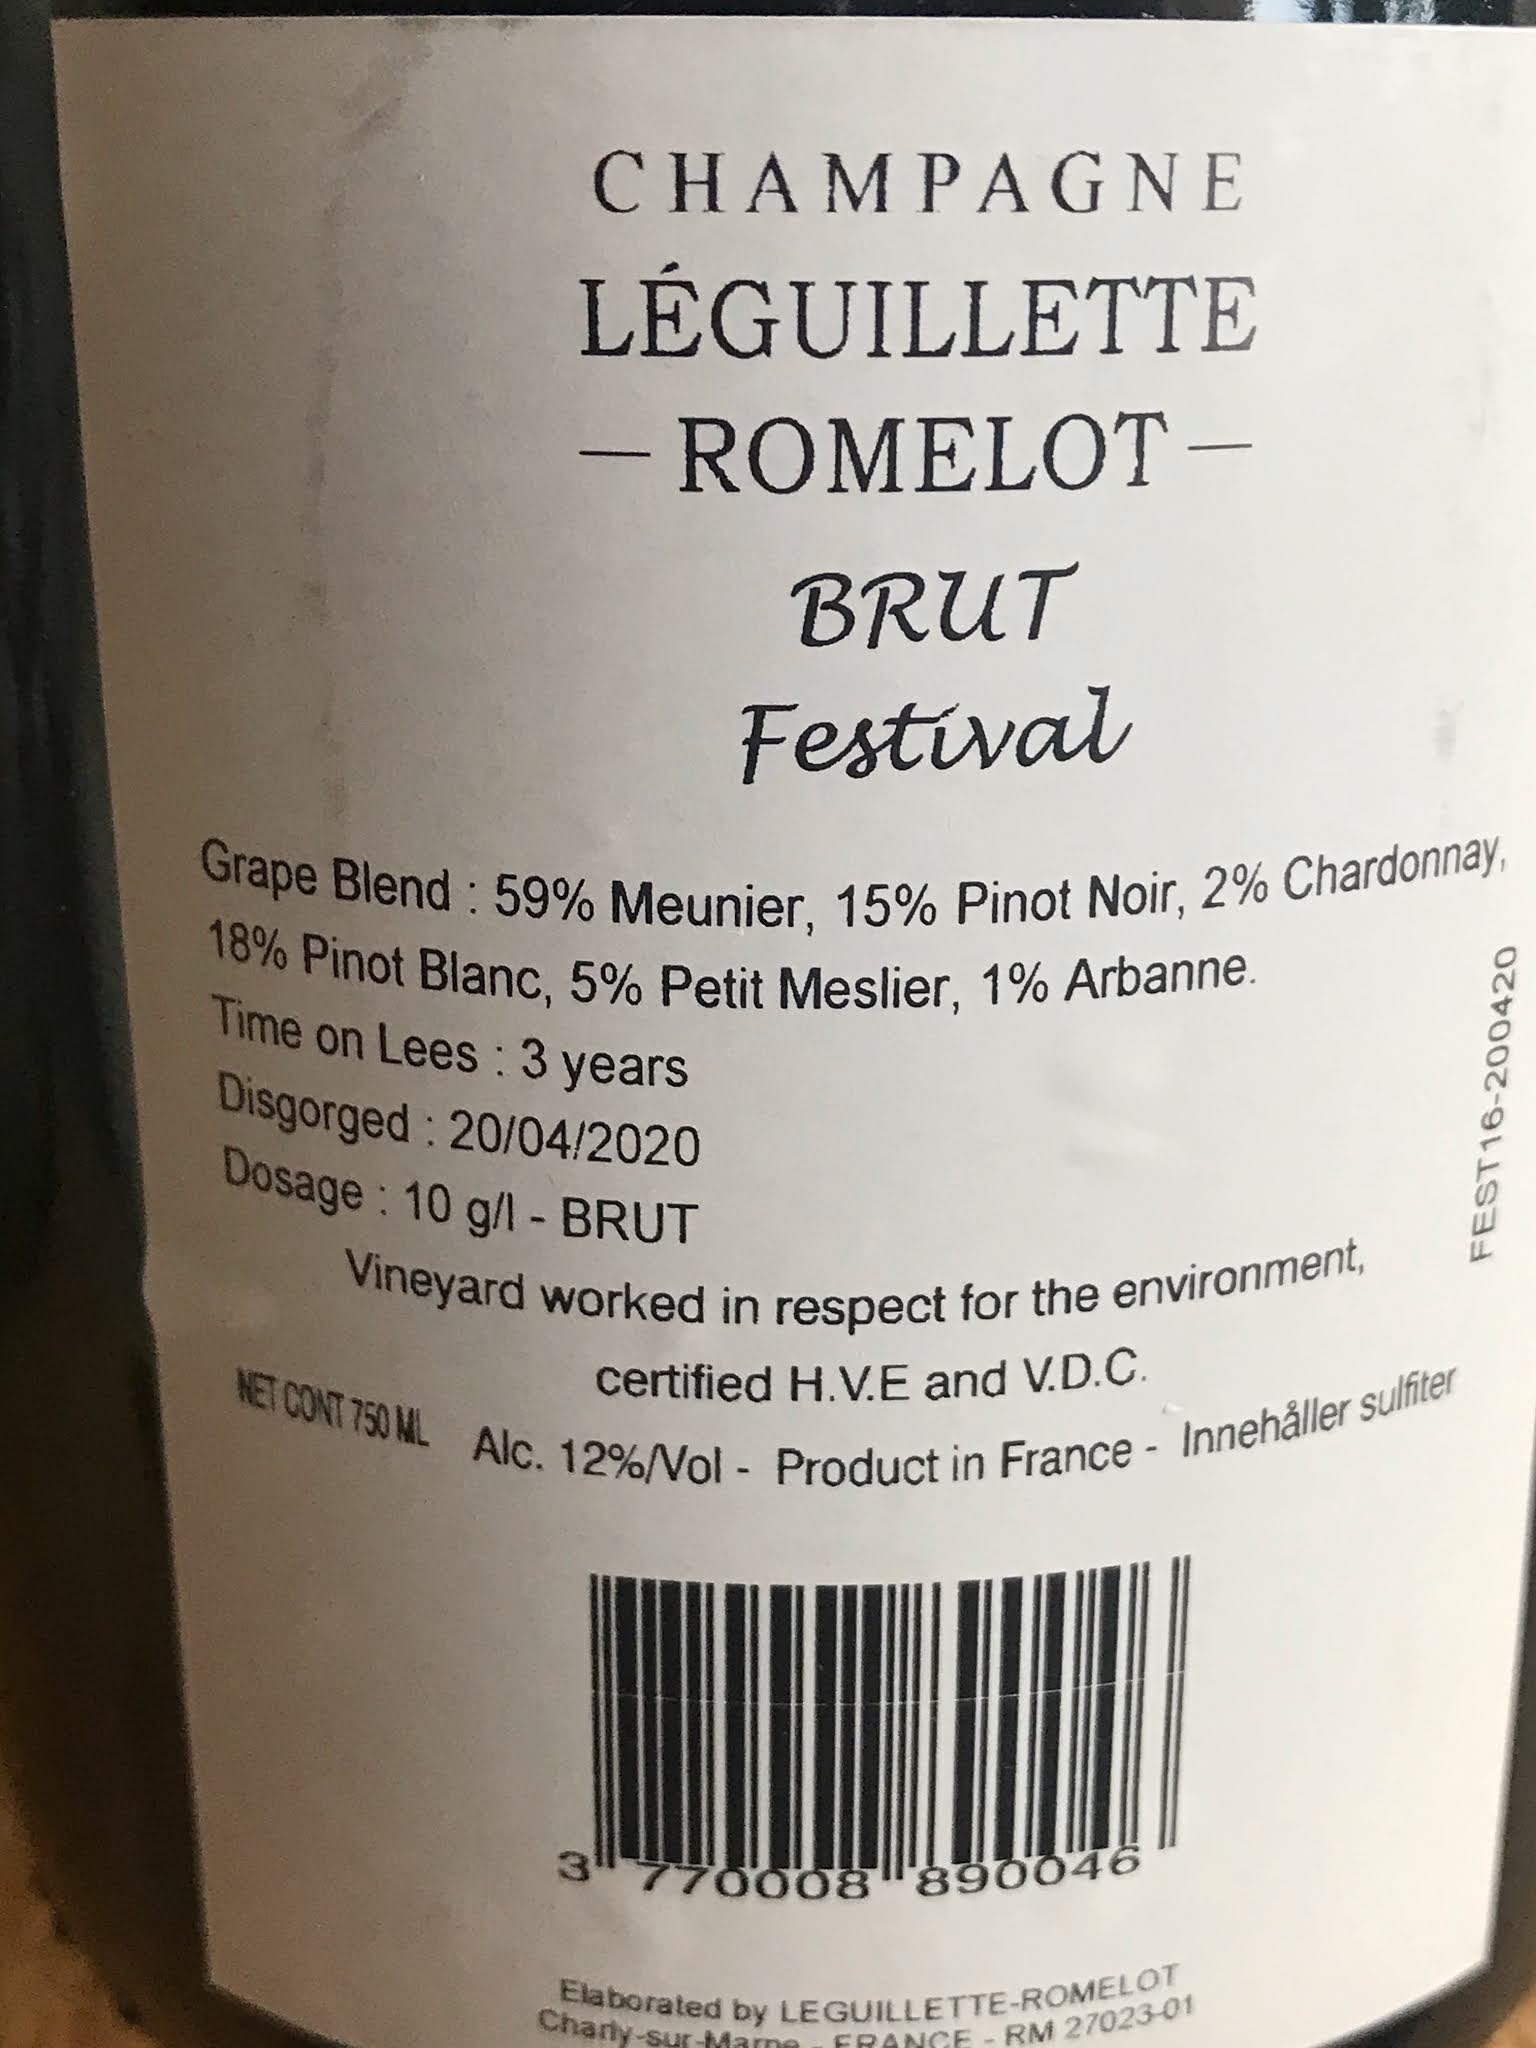 CHAMPAGNE
LÉGUILLETTE
— ROMELOT —
BRUT
Festival
Grape Blend : 59% Meunier, 15% Pinot Noir, 2% Chardonnay,
18% Pinot Blanc, 5% Petit Meslier, 1% Arbanne.
Time on Lees : 3 years
Disgorged : 20/04/2020
Dosage : 10 g/l - BRUT
FEST16-200420
Vineyard worked in respect for the environment,
certified H.V.E and V.D.C.
NET CONT 750 ML Alc. 12%/Vol - Product in France - Innehåller sulfiter
3 770008 890046
Elaborated by LEGUILLETTE-ROMELOT
Charly-sur-Marne - FRANCE - RM 27023-01